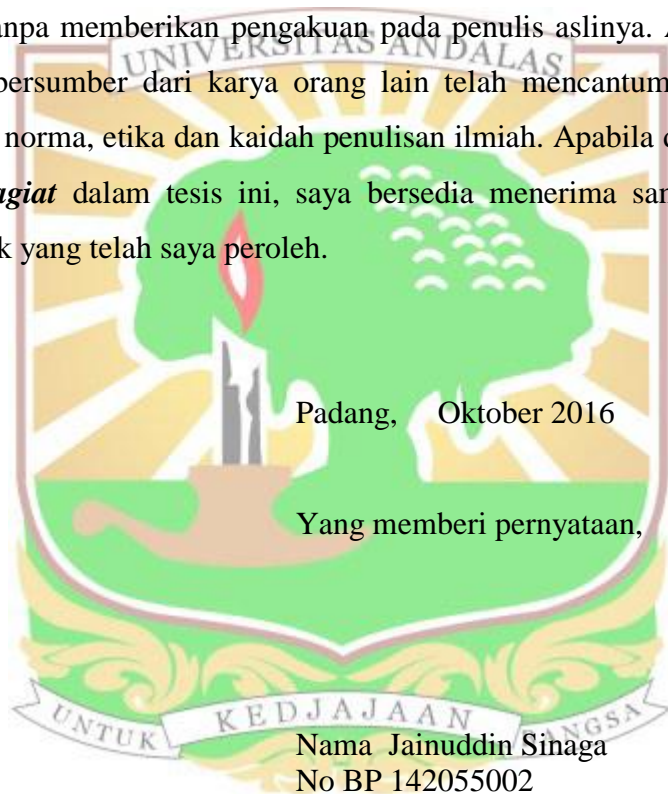 anpa memberikan pengakuan pada penulis aslinya. A
UNIVERSITAS ANDALAS
bersumber dari karya orang lain telah mencantum
norma, etika dan kaidah penulisan ilmiah. Apabila
agiat dalam tesis ini, saya bersedia menerima san
k yang telah saya peroleh.
Padang, Oktober 2016
Yang memberi pernyataan,
UNTUK KEDJAJAAN BANGSA
Nama Jainuddin Sinaga
No BP 142055002